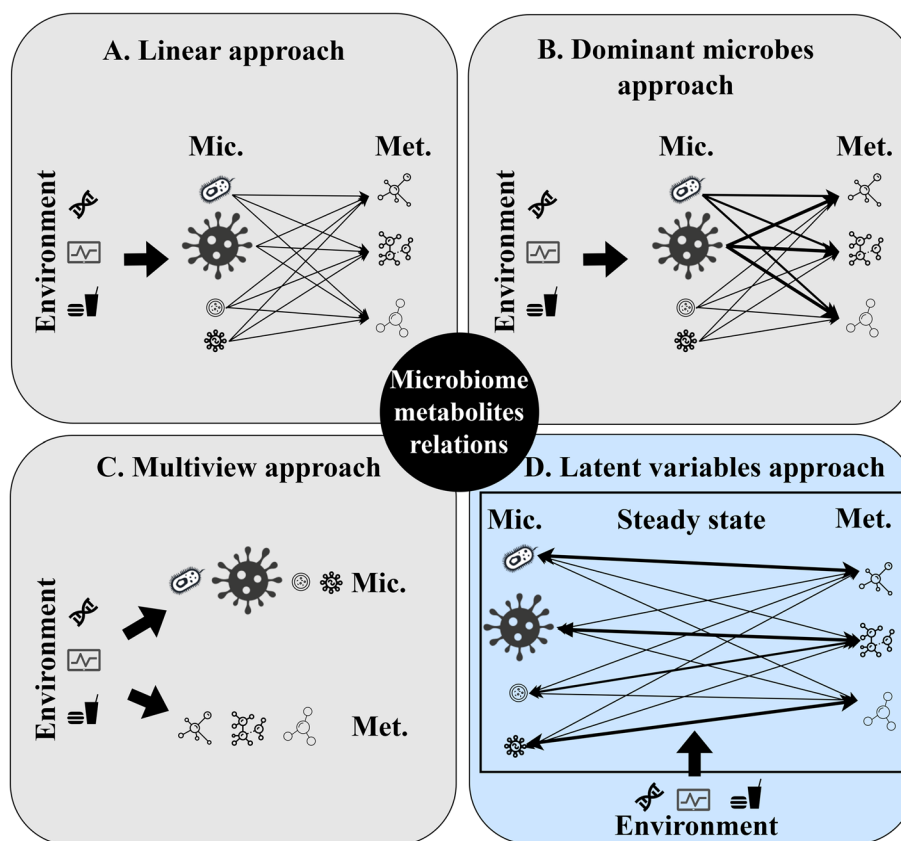 A. Linear approach
Mic.
Met.
Environment
B. Dominant microbes
approach
Mic.
Met.
Environment
Microbiome
metabolites
relations
C. Multiview approach
Environment
Mic.
Met.
D. Latent variables approach
Mic.
Steady state
Met.
Environment